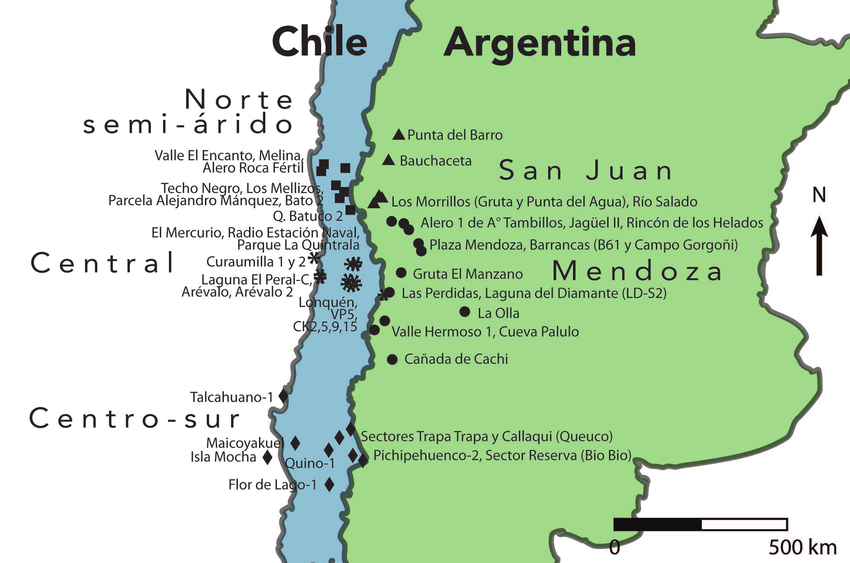 Chile Argentina
Norte
semi-árido
Punta del Barro
Valle El Encanto, Melina,
Alero Roca Fértil
Bauchaceta
San Juan
Techo Negro, Los Mellizos,
Parcela Alejandro Mánquez, Bato 2
Los Morrillos (Gruta y Punta del Agua), Río Salado
N
Q. Batuco 2
Alero 1 de A° Tambillos, Jagüel II, Rincón de los Helados
El Mercurio, Radio Estación Naval,
Parque La Quintrala
Plaza Mendoza, Barrancas (B61 y Campo Gorgoñi)
Central
Curaumilla 1 y 2
Gruta El Manzano
Mendoza
Laguna El Peral-C,
Arévalo, Arévalo 2
Las Perdidas, Laguna del Diamante (LD-S2)
Lonquén,
VP5,
CK2,5,9,15
La Olla
Valle Hermoso 1, Cueva Palulo
Cañada de Cachi
Talcahuano-1
Centro-sur
Maicoyakuel
Sectores Trapa Trapa y Callaqui (Queuco)
Isla Mocha
Quino-1
Pichipehuenco-2, Sector Reserva (Bio Bio)
Flor de Lago-1
0 500 km